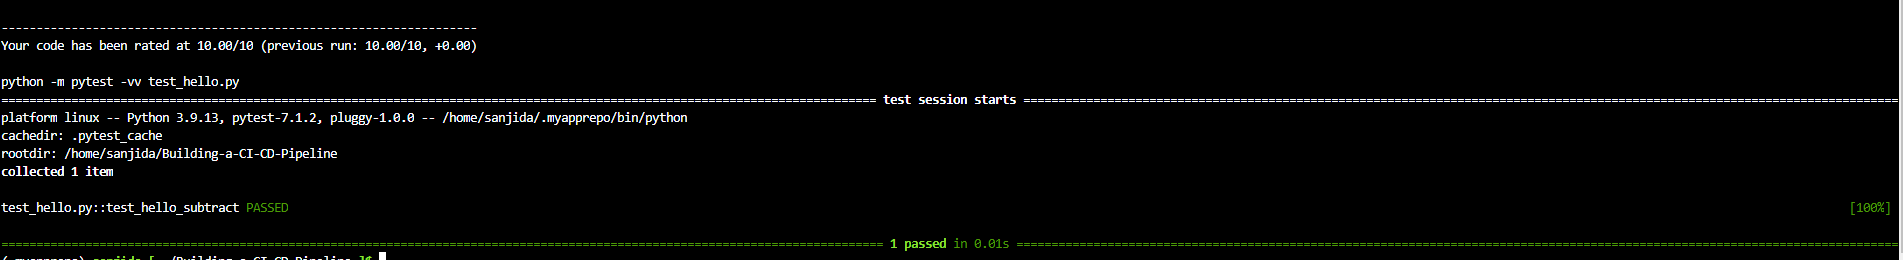 --------------------------------------------------------------------
Your code has been rated at 10.00/10 (previous run: 10.00/10, +0.00)
python -m pytest -vv test_hello.py
test session starts
platform linux -- Python 3.9.13, pytest-7.1.2, pluggy-1.0.0 -- /home/sanjida/.myapprepo/bin/python
cachedir: .pytest_cache
rootdir: /home/sanjida/Building-a-CI-CD-Pipeline
collected 1 item
test_hello.py::test_hello_subtract PASSED [100%]
1 passed in 0.01s